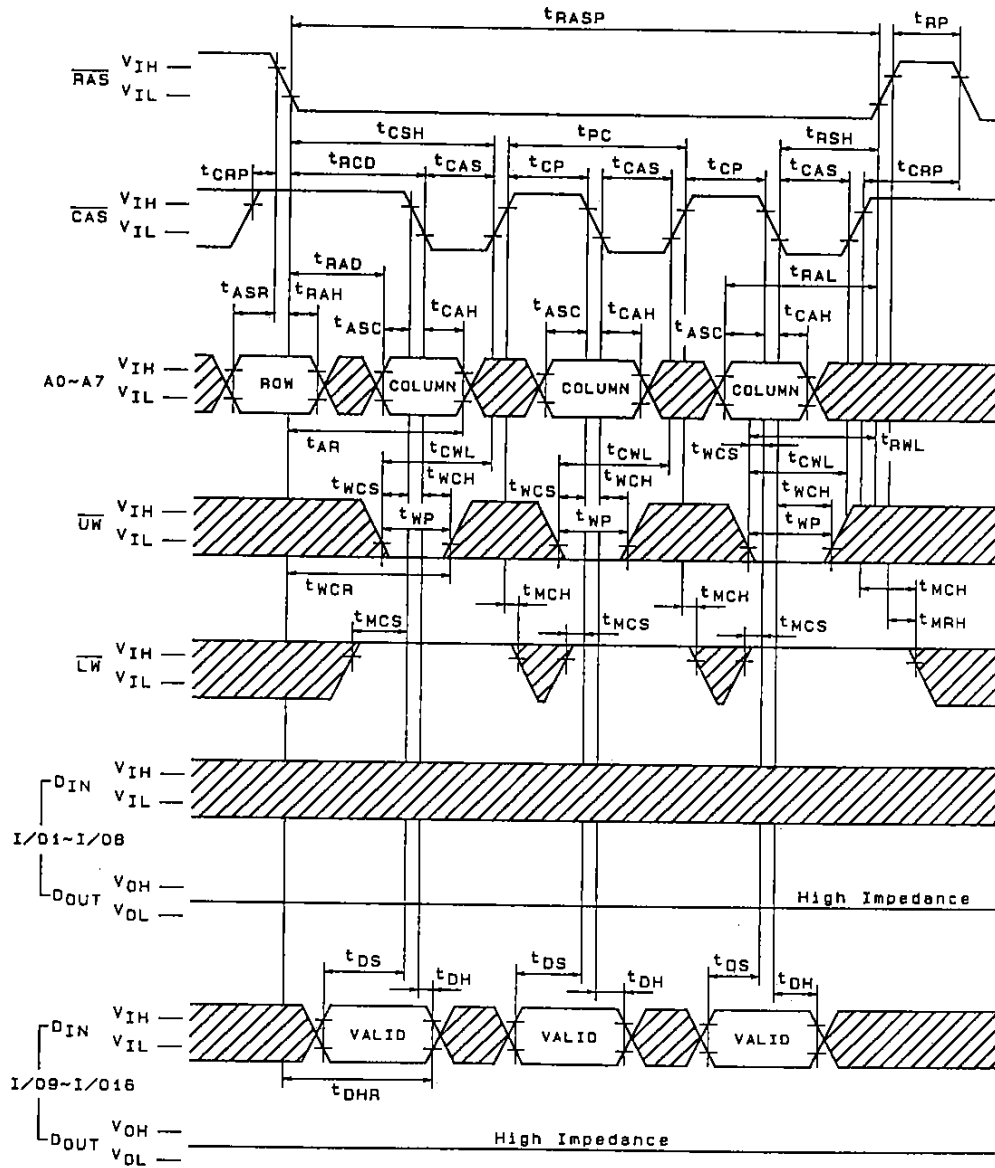 tRASP tRP
RAS VIH
VIL
tCSH tPC tRSH
tCRP tRCD tCAS tCP tCAS tCP tCAS tCRP
CAS VIH
VIL
tRAD tRAL
tASR tRAH tASC tCAH tASC tCAH tASC tCAH
A0~A7 VIH
VIL
ROW COLUMN COLUMN COLUMN
tAR tCWL tCWL tWCS tRWL
tCWL
tWCS tWCH tWCS tWCH tWCH
UW VIH
VIL
tWP tWP tWP
tWCR tMCH tMCH tMCH
tMCS tMCS tMCS tMRH
LW VIH
VIL
DIN VIH
VIL
I/O1~I/O8
DOUT VOH
VOL
High Impedance
tDS tDH tDS tDH tDS tDH
DIN VIH
VIL
VALID VALID VALID
I/O9~I/O16
tDHR
DOUT VOH
VOL
High Impedance